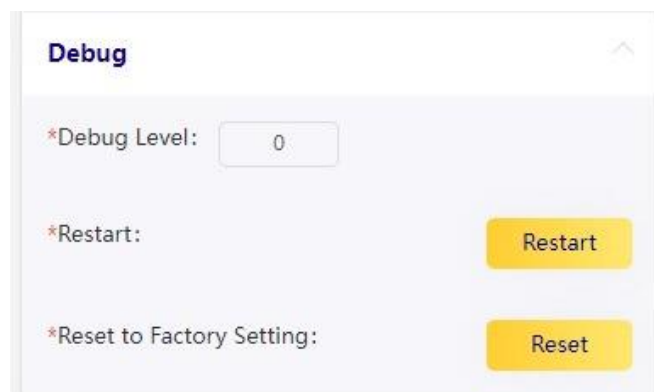 Debug
*Debug Level: 0
*Restart: Restart
*Reset to Factory Setting: Reset